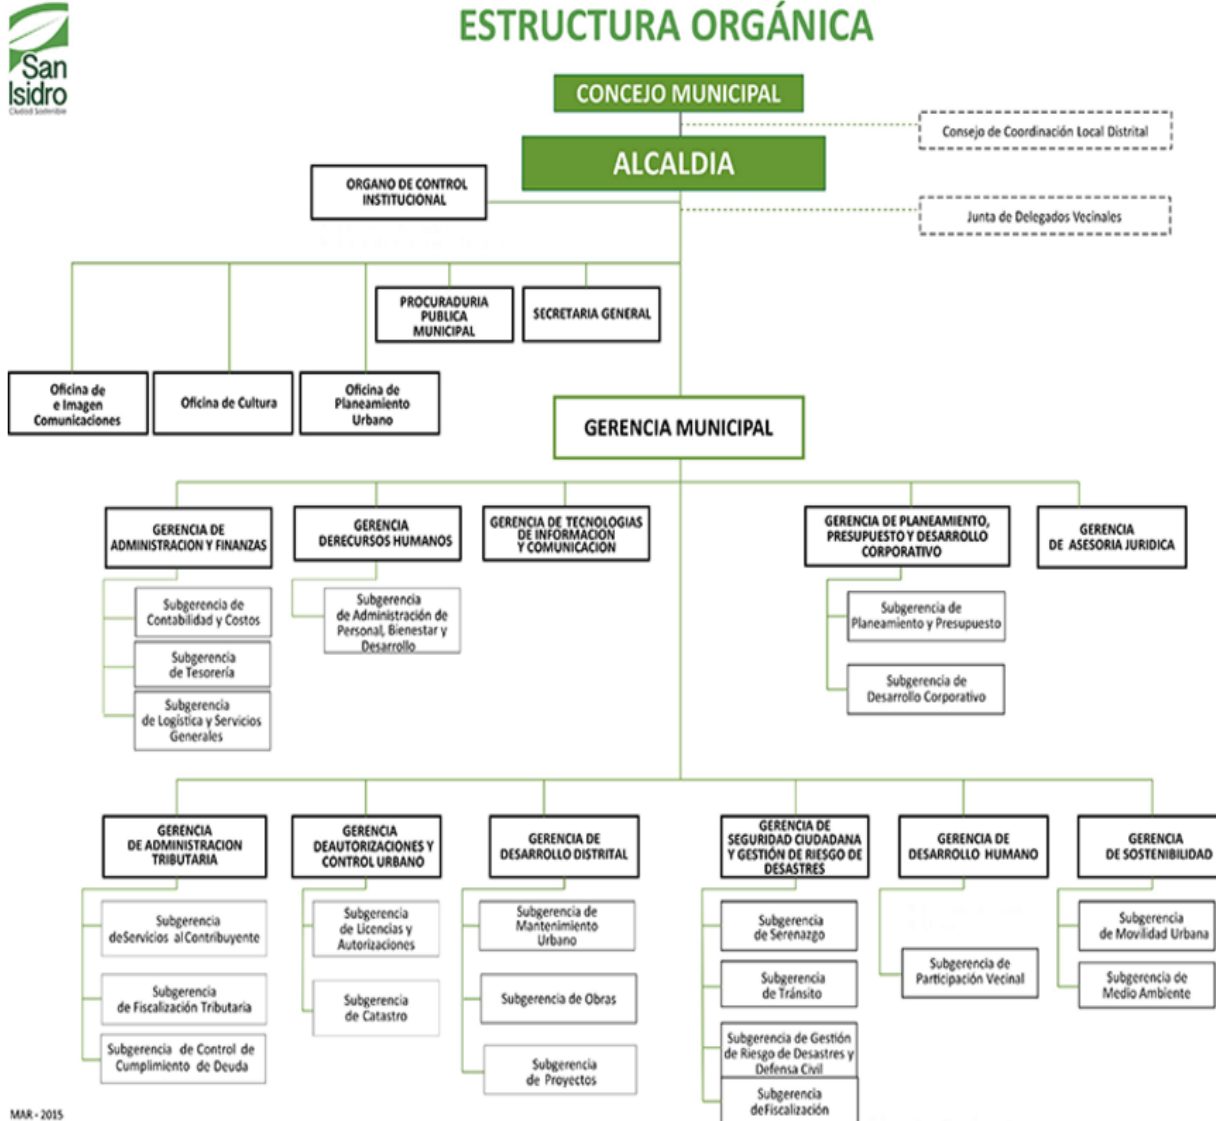 ESTRUCTURA ORGÁNICA
San
Isidro
Ciudad Sostenible
CONCEJO MUNICIPAL
Consejo de Coordinación Local Distrital
ALCALDIA
ORGANO DE CONTROL
INSTITUCIONAL
Junta de Delegados Vecinales
PROCURADURIA
PUBLICA
MUNICIPAL
SECRETARIA GENERAL
Oficina de
e Imagen
Comunicaciones
Oficina de Cultura
Oficina de
Planeamiento
Urbano
GERENCIA MUNICIPAL
GERENCIA DE
ADMINISTRACION Y FINANZAS
GERENCIA
DERECURSOS HUMANOS
GERENCIA DE TECNOLOGIAS
DE INFORMACION
Y COMUNICACION
GERENCIA DE PLANEAMIENTO,
PRESUPUESTO Y DESARROLLO
CORPORATIVO
GERENCIA
DE ASESORIA JURIDICA
Subgerencia de
Contabilidad y Costos
Subgerencia
de Tesorería
Subgerencia
de Logística y Servicios
Generales
Subgerencia
de Administración de
Personal, Bienestar y
Desarrollo
Subgerencia de
Planeamiento y Presupuesto
Subgerencia de
Desarrollo Corporativo
GERENCIA
DE ADMINISTRACION
TRIBUTARIA
GERENCIA
DEAUTORIZACIONES Y
CONTROL URBANO
GERENCIA DE
DESARROLLO DISTRITAL
GERENCIA DE
SEGURIDAD CIUDADANA
Y GESTIÓN DE RIESGO DE
DESASTRES
GERENCIA DE
DESARROLLO HUMANO
GERENCIA
DE SOSTENIBILIDAD
Subgerencia
deServicios al Contribuyente
Subgerencia
de Fiscalización Tributaria
Subgerencia de Control de
Cumplimiento de Deuda
Subgerencia
de Licencias y
Autorizaciones
Subgerencia
de Catastro
Subgerencia de
Mantenimiento
Urbano
Subgerencia de Obras
Subgerencia
de Proyectos
Subgerencia
de Serenazgo
Subgerencia
de Tránsito
Subgerencia de Gestión
de Riesgo de Desastres y
Defensa Civil
Subgerencia
deFiscalización
Subgerencia de
Participación Vecinal
Subgerencia
de Movilidad Urbana
Subgerencia de
Medio Ambiente
MAR - 2015